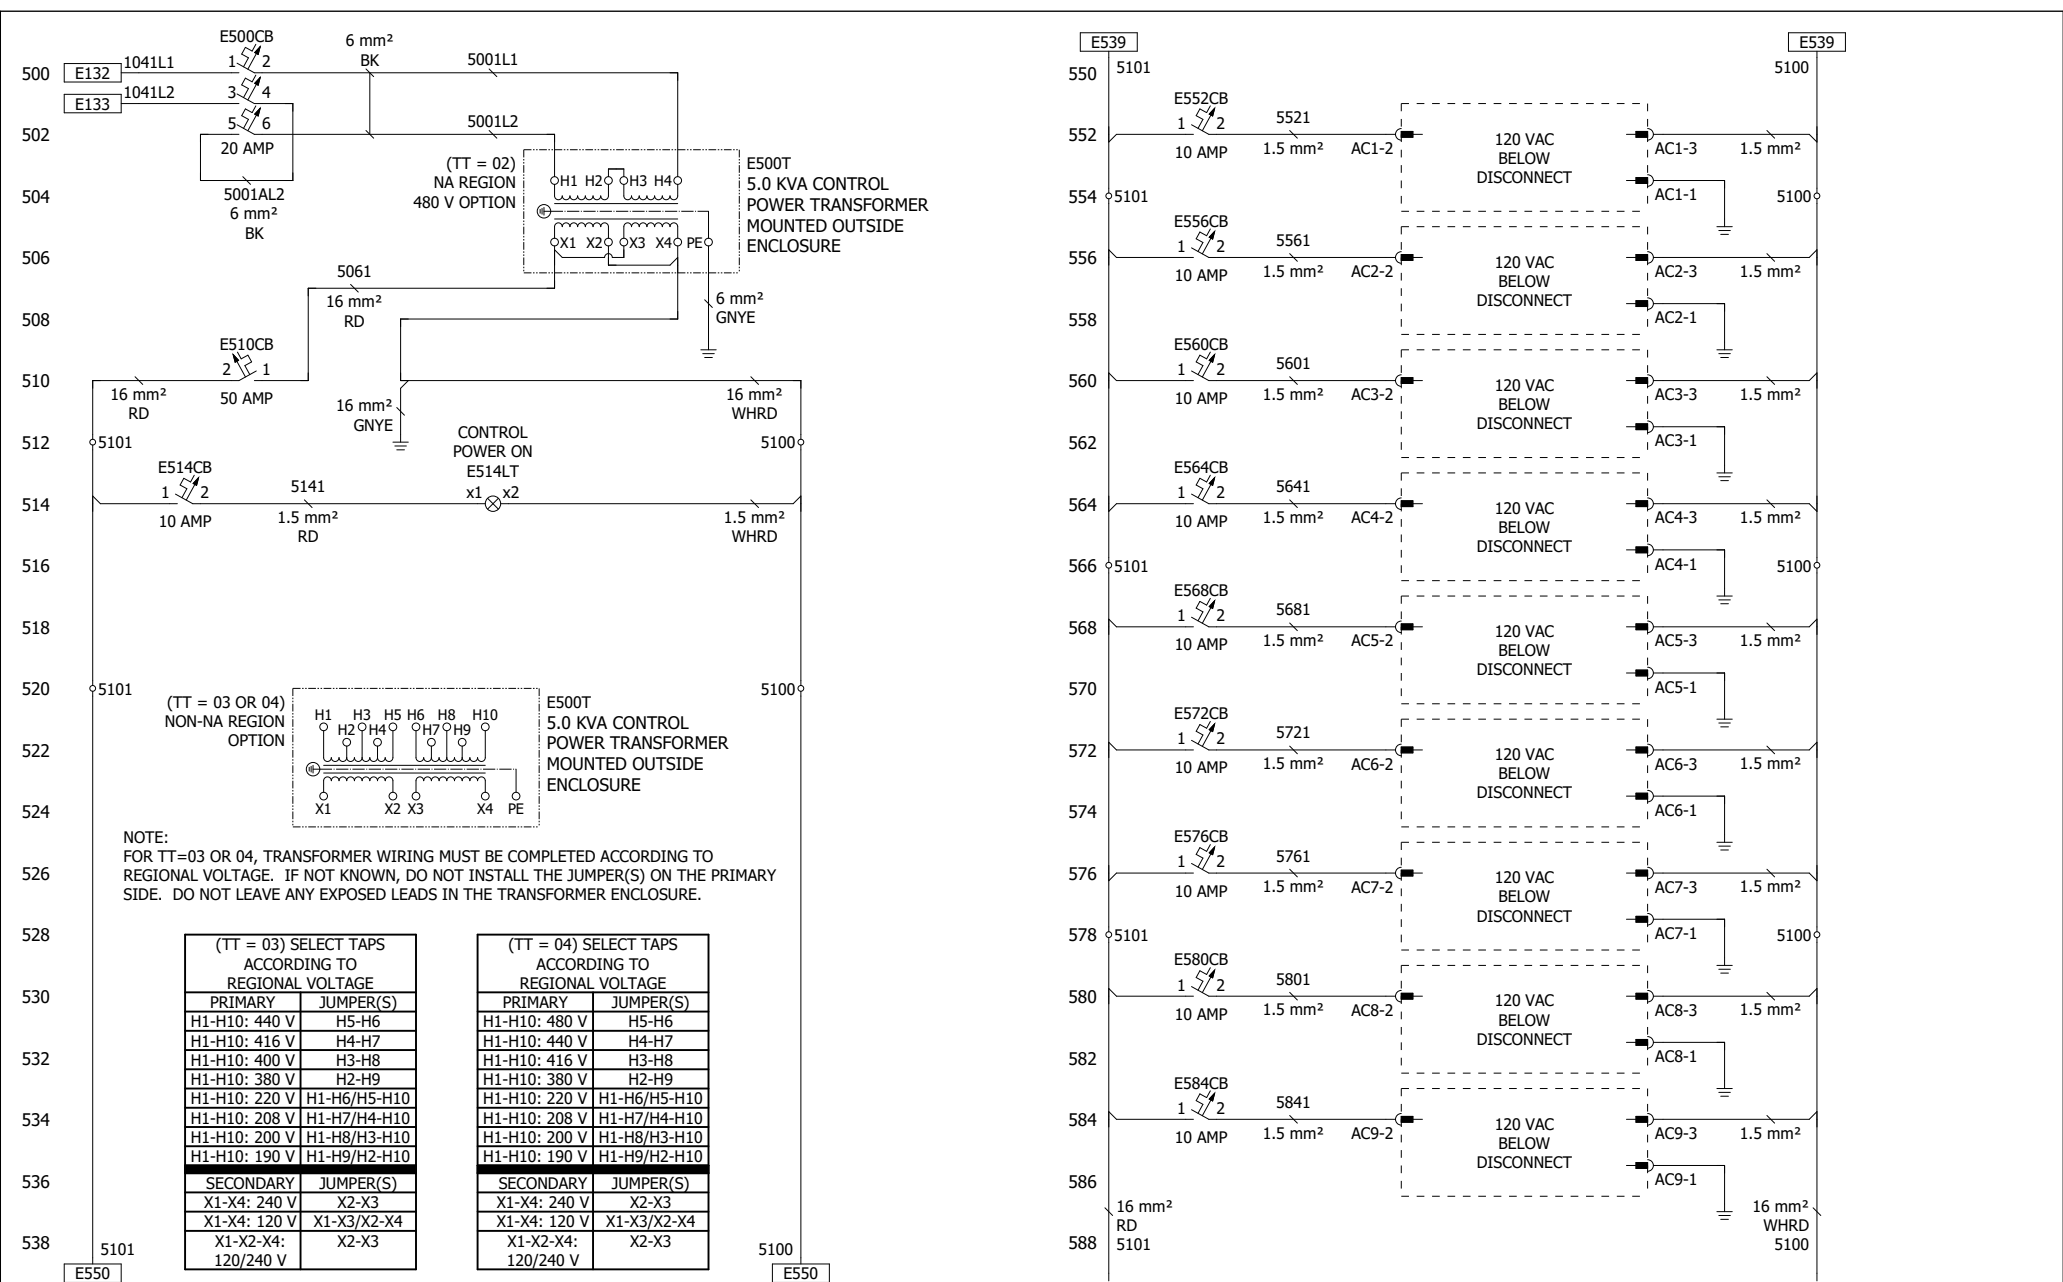 E500CB
6 mm²
BK
1041L1
1 2
5001L1
500
E132
1041L2
3 4
E133
5 6
5001L2
502
20 AMP
5001AL2
6 mm²
BK
504
(TT = 02)
NA REGION
480 V OPTION
H1 H2 H3 H4
X1 X2 X3 X4 PE
E500T
5.0 KVA CONTROL
POWER TRANSFORMER
MOUNTED OUTSIDE
ENCLOSURE
506
5061
16 mm²
RD
6 mm²
GNYE
508
E510CB
2 1
510
16 mm²
RD
50 AMP
16 mm²
GNYE
16 mm²
WHRD
512
5101
5100
CONTROL
POWER ON
E514LT
x1 x2
E514CB
1 2
514
10 AMP
5141
1.5 mm²
RD
1.5 mm²
WHRD
516
518
520
5101
5100
(TT = 03 OR 04)
NON-NA REGION
OPTION
H1 H3 H5 H6 H8 H10
H2 H4 H7 H9
X1 X2 X3 X4 PE
E500T
5.0 KVA CONTROL
POWER TRANSFORMER
MOUNTED OUTSIDE
ENCLOSURE
522
524
NOTE:
FOR TT=03 OR 04, TRANSFORMER WIRING MUST BE COMPLETED ACCORDING TO
REGIONAL VOLTAGE. IF NOT KNOWN, DO NOT INSTALL THE JUMPER(S) ON THE PRIMARY
SIDE. DO NOT LEAVE ANY EXPOSED LEADS IN THE TRANSFORMER ENCLOSURE.
526
528
530
532
534
536
538
(TT = 03) SELECT TAPS
ACCORDING TO
REGIONAL VOLTAGE
PRIMARY JUMPER(S)
H1-H10: 440 V H5-H6
H1-H10: 416 V H4-H7
H1-H10: 400 V H3-H8
H1-H10: 380 V H2-H9
H1-H10: 220 V H1-H6/H5-H10
H1-H10: 208 V H1-H7/H4-H10
H1-H10: 200 V H1-H8/H3-H10
H1-H10: 190 V H1-H9/H2-H10
SECONDARY JUMPER(S)
X1-X4: 240 V X2-X3
X1-X4: 120 V X1-X3/X2-X4
X1-X2-X4: X2-X3
120/240 V
(TT = 04) SELECT TAPS
ACCORDING TO
REGIONAL VOLTAGE
PRIMARY JUMPER(S)
H1-H10: 480 V H5-H6
H1-H10: 440 V H4-H7
H1-H10: 416 V H3-H8
H1-H10: 380 V H2-H9
H1-H10: 220 V H1-H6/H5-H10
H1-H10: 208 V H1-H7/H4-H10
H1-H10: 200 V H1-H8/H3-H10
H1-H10: 190 V H1-H9/H2-H10
SECONDARY JUMPER(S)
X1-X4: 240 V X2-X3
X1-X4: 120 V X1-X3/X2-X4
X1-X2-X4: X2-X3
120/240 V
5101
5100
E550
E550
E539
E539
550
5101
5100
E552CB
1 2
552
10 AMP
5521
1.5 mm²
AC1-2
120 VAC
BELOW
DISCONNECT
AC1-3
1.5 mm²
AC1-1
554
5101
5100
E556CB
1 2
556
10 AMP
5561
1.5 mm²
AC2-2
120 VAC
BELOW
DISCONNECT
AC2-3
1.5 mm²
AC2-1
558
E560CB
1 2
560
10 AMP
5601
1.5 mm²
AC3-2
120 VAC
BELOW
DISCONNECT
AC3-3
1.5 mm²
AC3-1
562
E564CB
1 2
564
10 AMP
5641
1.5 mm²
AC4-2
120 VAC
BELOW
DISCONNECT
AC4-3
1.5 mm²
AC4-1
566
5101
5100
E568CB
1 2
568
10 AMP
5681
1.5 mm²
AC5-2
120 VAC
BELOW
DISCONNECT
AC5-3
1.5 mm²
AC5-1
570
E572CB
1 2
572
10 AMP
5721
1.5 mm²
AC6-2
120 VAC
BELOW
DISCONNECT
AC6-3
1.5 mm²
AC6-1
574
E576CB
1 2
576
10 AMP
5761
1.5 mm²
AC7-2
120 VAC
BELOW
DISCONNECT
AC7-3
1.5 mm²
AC7-1
578
5101
5100
E580CB
1 2
580
10 AMP
5801
1.5 mm²
AC8-2
120 VAC
BELOW
DISCONNECT
AC8-3
1.5 mm²
AC8-1
582
E584CB
1 2
584
10 AMP
5841
1.5 mm²
AC9-2
120 VAC
BELOW
DISCONNECT
AC9-3
1.5 mm²
AC9-1
586
16 mm²
RD
5101
16 mm²
WHRD
5100
588